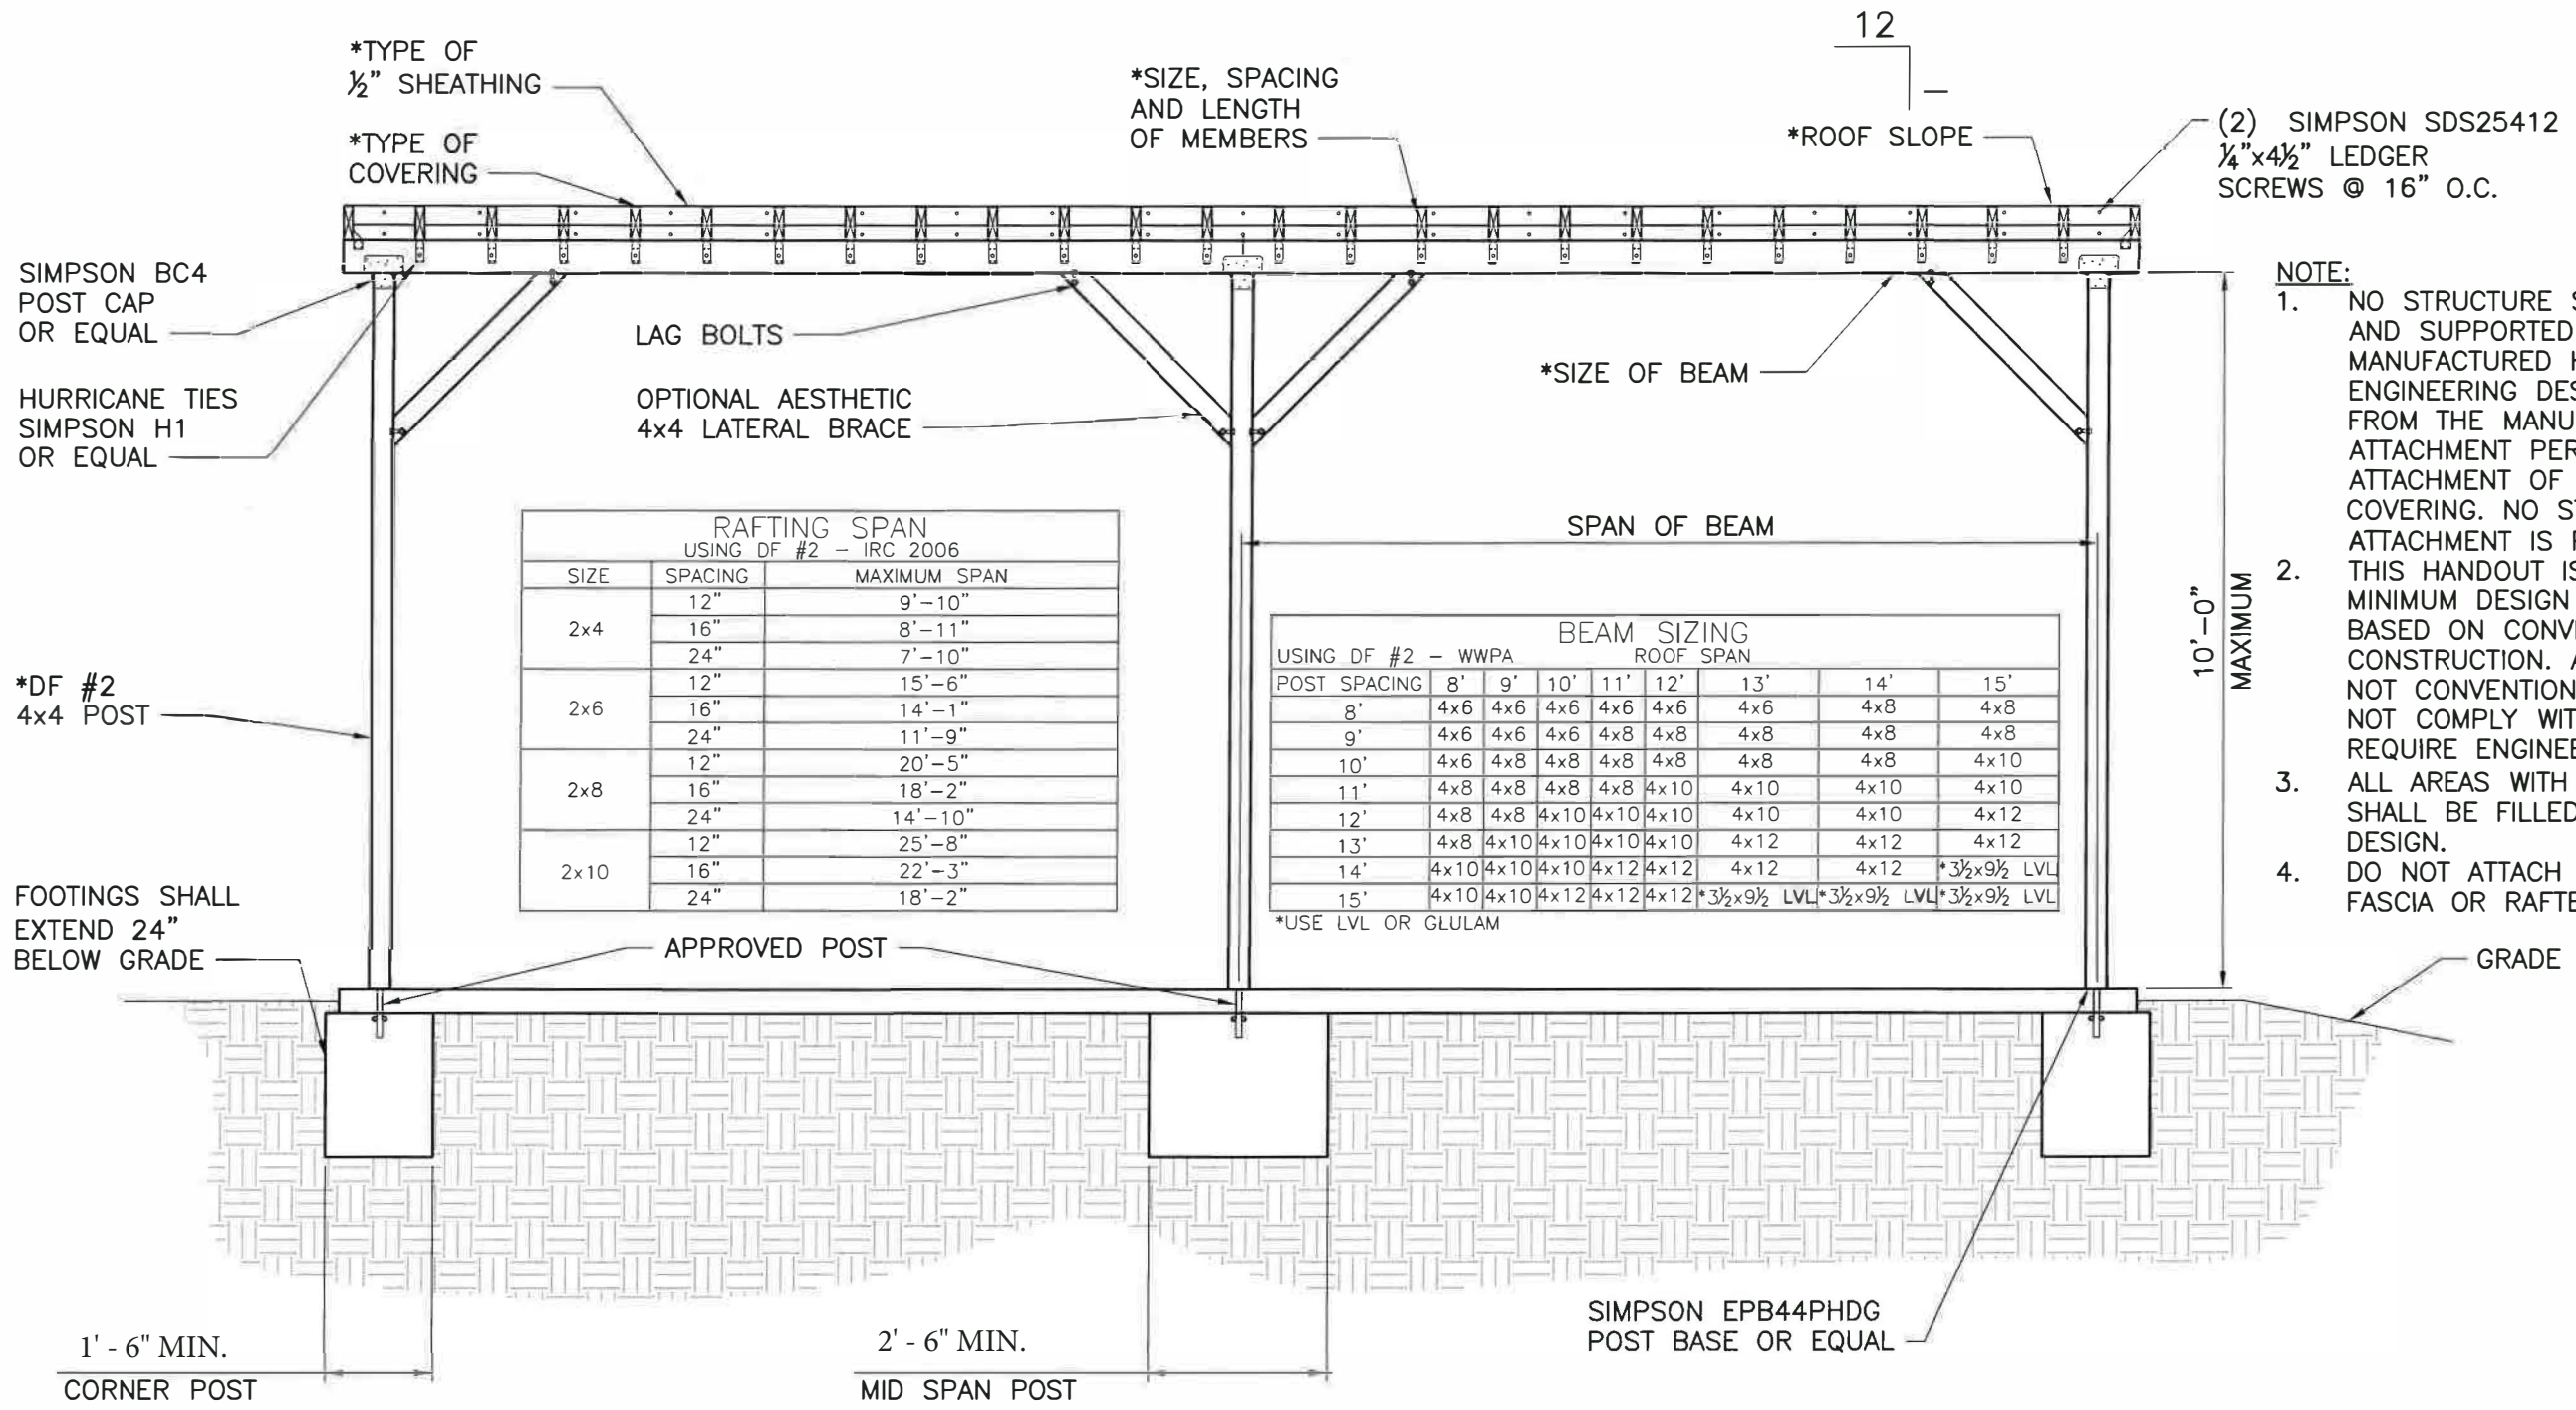 12
–
*TYPE OF
½" SHEATHING
*TYPE OF
COVERING
*SIZE, SPACING
AND LENGTH
OF MEMBERS
*ROOF SLOPE
(2) SIMPSON SDS25412
¼"x4½" LEDGER
SCREWS @ 16" O.C.
SIMPSON BC4
POST CAP
OR EQUAL
HURRICANE TIES
SIMPSON H1
OR EQUAL
LAG BOLTS
OPTIONAL AESTHETIC
4x4 LATERAL BRACE
*SIZE OF BEAM
*DF #2
4x4 POST
RAFTING SPAN
USING DF #2 – IRC 2006
SIZE SPACING MAXIMUM SPAN
2x4 12" 9'–10"
16" 8'–11"
24" 7'–10"
2x6 12" 15'–6"
16" 14'–1"
24" 11'–9"
2x8 12" 20'–5"
16" 18'–2"
24" 14'–10"
2x10 12" 25'–8"
16" 22'–3"
24" 18'–2"
SPAN OF BEAM
BEAM SIZING
USING DF #2 – WWPA ROOF SPAN
POST SPACING 8' 9' 10' 11' 12' 13' 14' 15'
8' 4x6 4x6 4x6 4x6 4x6 4x6 4x8 4x8
9' 4x6 4x6 4x6 4x8 4x8 4x8 4x8 4x8
10' 4x6 4x8 4x8 4x8 4x8 4x8 4x8 4x10
11' 4x8 4x8 4x8 4x8 4x10 4x10 4x10 4x10
12' 4x8 4x8 4x10 4x10 4x10 4x10 4x10 4x12
13' 4x8 4x10 4x10 4x10 4x10 4x12 4x12 4x12
14' 4x10 4x10 4x10 4x12 4x12 4x12 4x12 *3½x9½ LVL
15' 4x10 4x10 4x12 4x12 4x12 *3½x9½ LVL *3½x9½ LVL *3½x9½ LVL
*USE LVL OR GLULAM
10'–0"
MAXIMUM
NOTE:
1. NO STRUCTURE S
AND SUPPORTED
MANUFACTURED H
ENGINEERING DES
FROM THE MANU
ATTACHMENT PER
ATTACHMENT OF
COVERING. NO ST
ATTACHMENT IS
2. THIS HANDOUT IS
MINIMUM DESIGN
BASED ON CONVE
CONSTRUCTION. A
NOT CONVENTION
NOT COMPLY WIT
REQUIRE ENGINEE
3. ALL AREAS WITH
SHALL BE FILLED
DESIGN.
4. DO NOT ATTACH
FASCIA OR RAFTE
FOOTINGS SHALL
EXTEND 24"
BELOW GRADE
APPROVED POST
GRADE
SIMPSON EPB44PHDG
POST BASE OR EQUAL
1' - 6" MIN.
CORNER POST
2' - 6" MIN.
MID SPAN POST